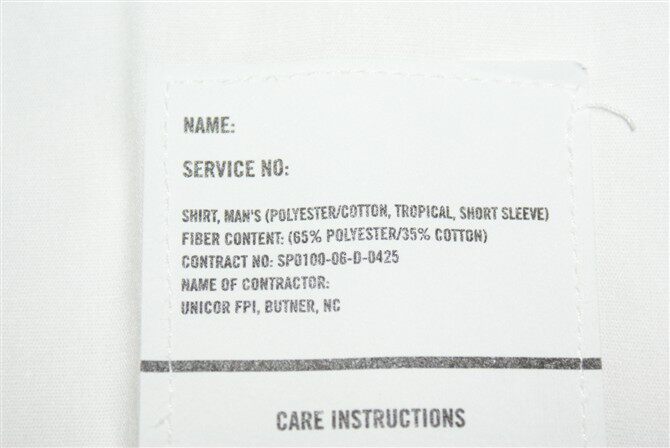 NAME:
SERVICE NO:
SHIRT, MAN'S (POLYESTER/COTTON, TROPICAL, SHORT SLEEVE)
FIBER CONTENT: (65% POLYESTER/35% COTTON)
CONTRACT NO: SP0100-06-D-0425
NAME OF CONTRACTOR:
UNICOR FPI, BUTNER, NC
CARE INSTRUCTIONS